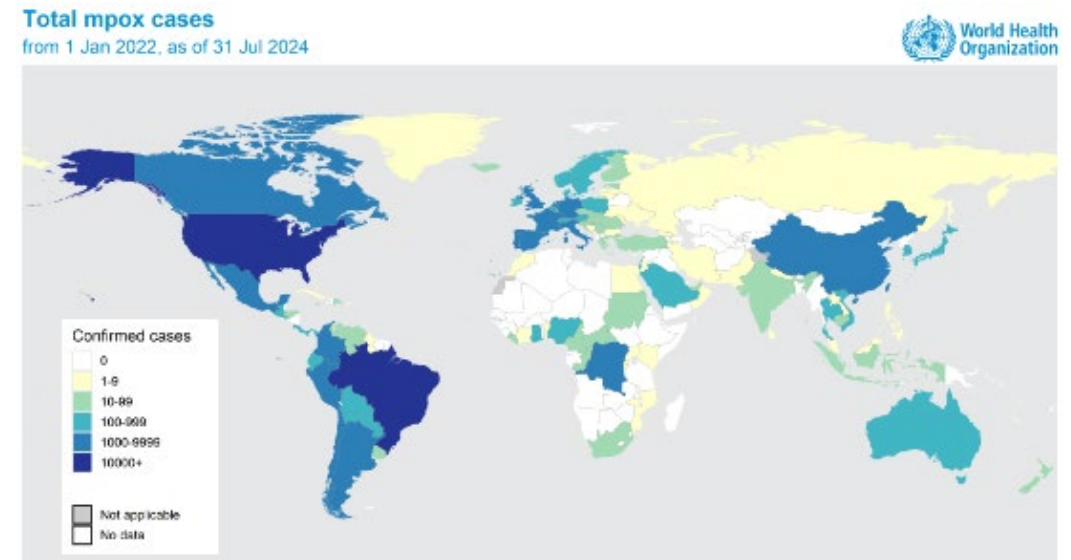 Total mpox cases
from 1 Jan 2022, as of 31 Jul 2024
World Health
Organization
Confirmed cases
0
1-9
10-99
100-999
1000-9999
10000+
Not applicable
No data